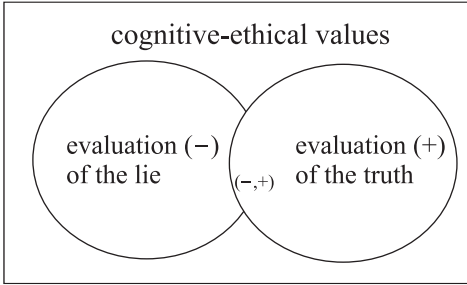 cognitive-ethical values
evaluation (−)
of the lie
(−,+)
evaluation (+)
of the truth